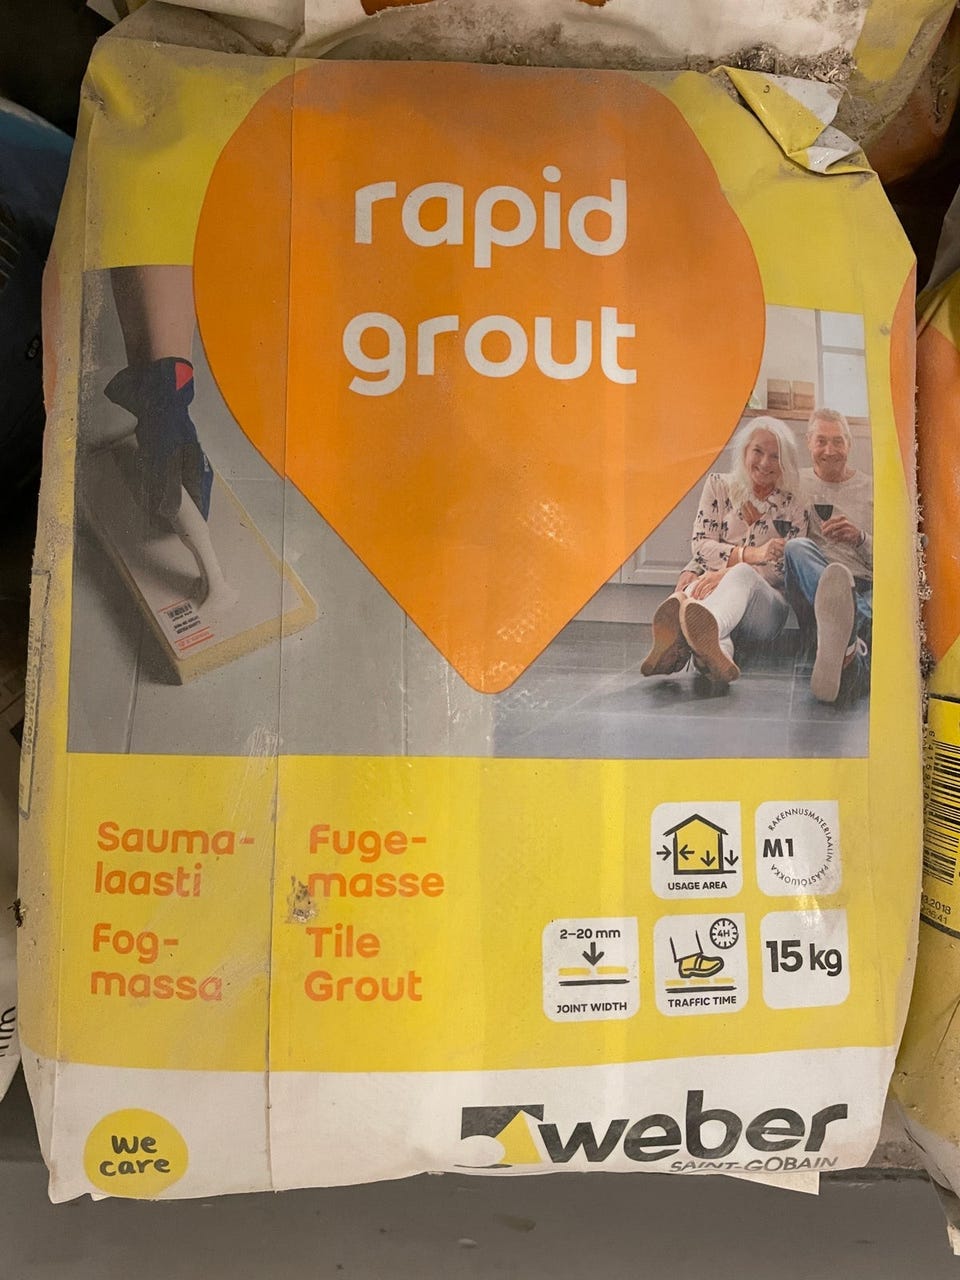 rapid
grout
Sauma-
laasti
Fuge-
masse
Fog-
massa
Tile
Grout
USAGE AREA
RAKENNUSMATERIAALIN PÄÄSTÖLUOKKA
M1
2–20 mm
JOINT WIDTH
4H
TRAFFIC TIME
15 kg
we
care
weber
SAINT-GOBAIN